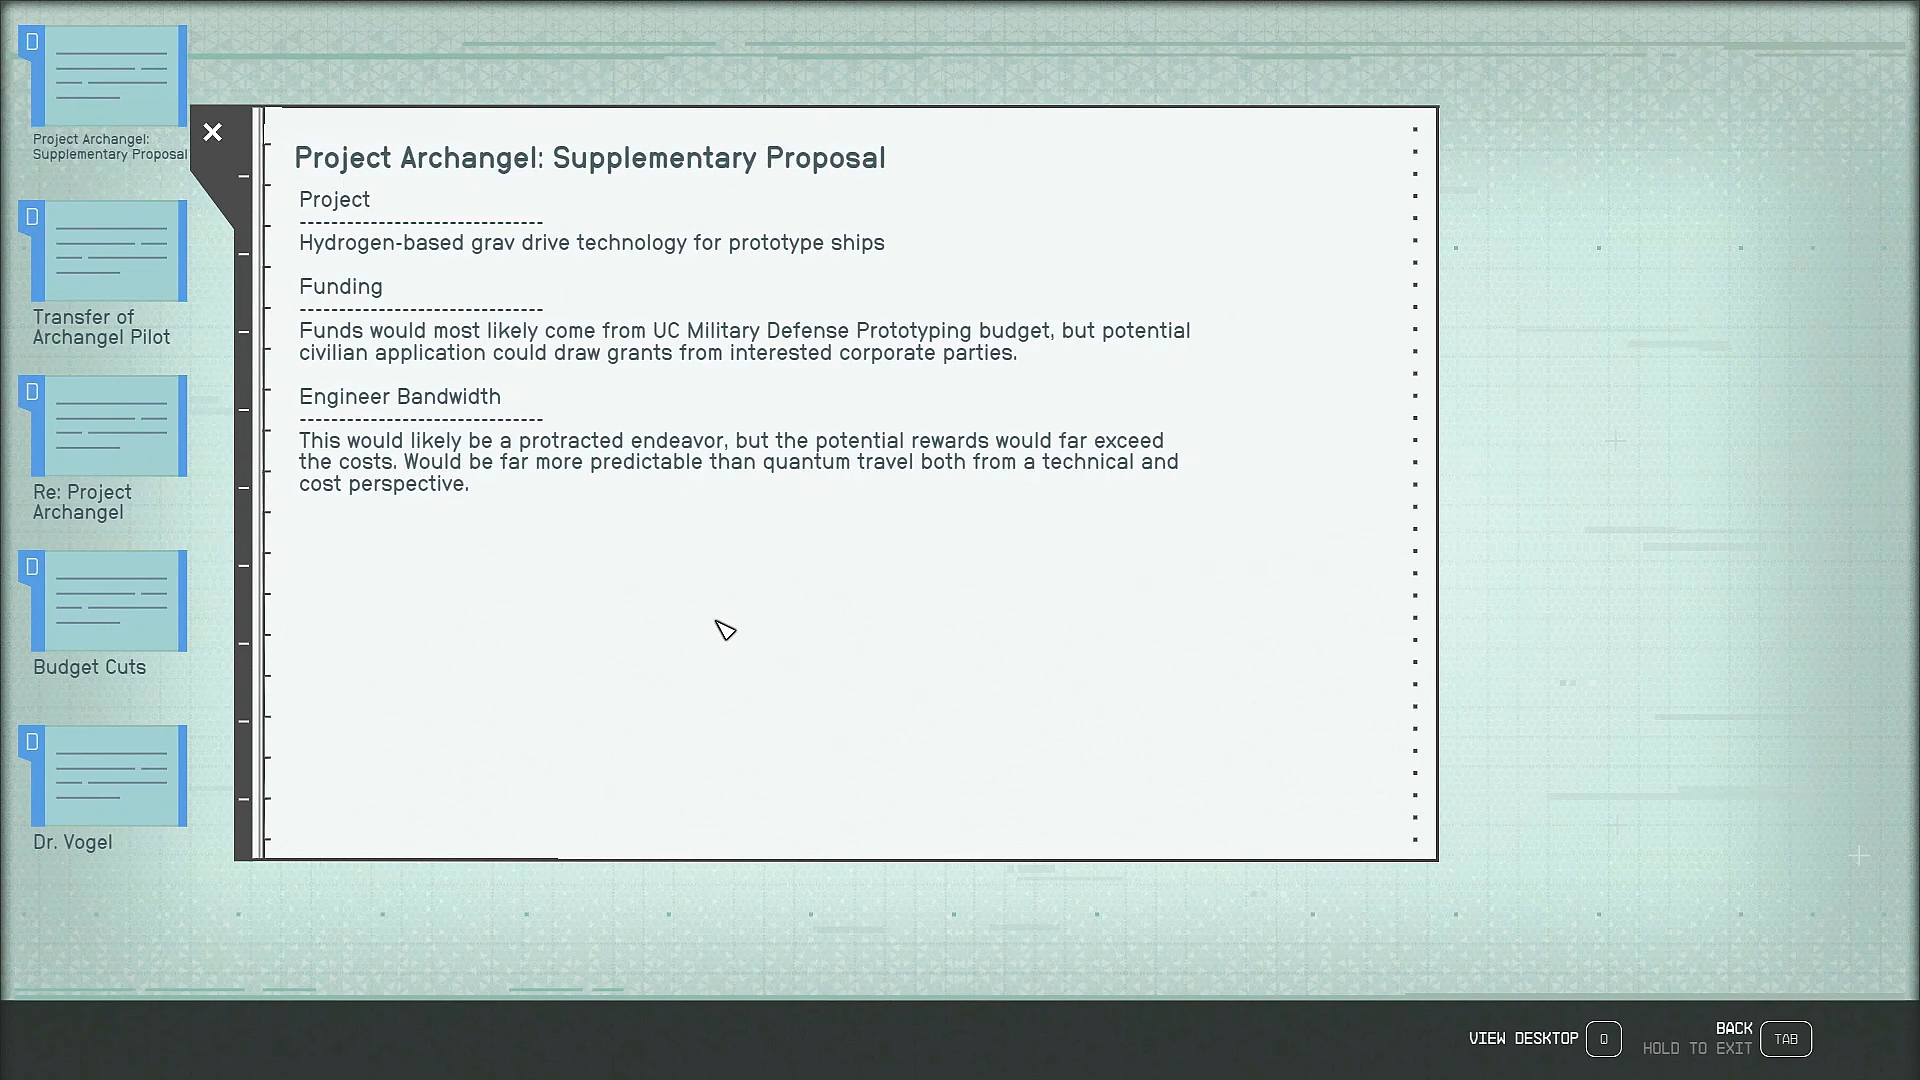 D
Project Archangel:
Supplementary Proposal
D
Transfer of
Archangel Pilot
D
Re: Project
Archangel
D
Budget Cuts
D
Dr. Vogel
Project Archangel: Supplementary Proposal
Project
-------------------------------
Hydrogen-based grav drive technology for prototype ships
Funding
-------------------------------
Funds would most likely come from UC Military Defense Prototyping budget, but potential
civilian application could draw grants from interested corporate parties.
Engineer Bandwidth
-------------------------------
This would likely be a protracted endeavor, but the potential rewards would far exceed
the costs. Would be far more predictable than quantum travel both from a technical and
cost perspective.
VIEW DESKTOP Q
BACK TAB
HOLD TO EXIT